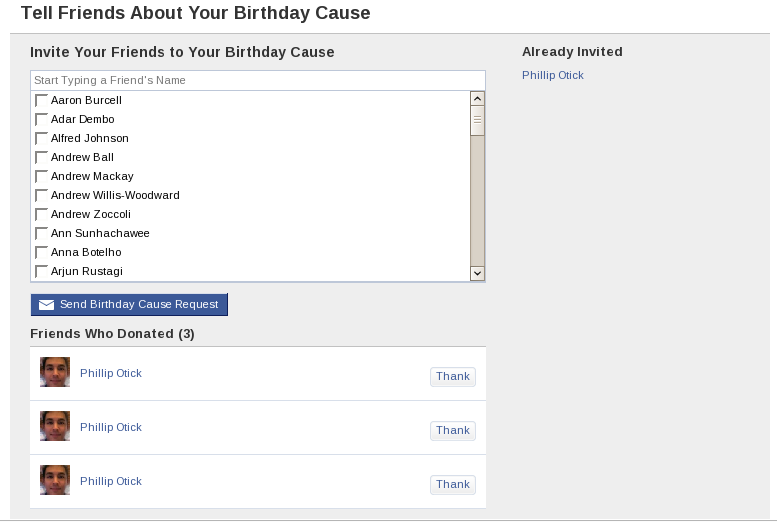 Tell Friends About Your Birthday Cause
Invite Your Friends to Your Birthday Cause
Start Typing a Friend's Name
Aaron Burcell
Adar Dembo
Alfred Johnson
Andrew Ball
Andrew Mackay
Andrew Willis-Woodward
Andrew Zoccoli
Ann Sunhachawee
Anna Botelho
Arjun Rustagi
Send Birthday Cause Request
Friends Who Donated (3)
Phillip Otick Thank
Phillip Otick Thank
Phillip Otick Thank
Already Invited
Phillip Otick